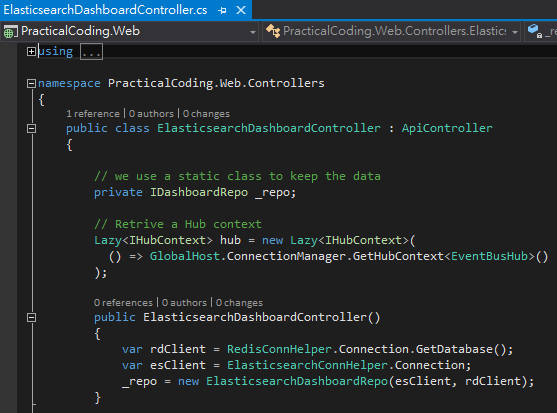 ElasticsearchDashboardController.cs
PracticalCoding.Web PracticalCoding.Web.Controllers.Elastics
using ...
namespace PracticalCoding.Web.Controllers
{
1 reference | 0 authors | 0 changes
public class ElasticsearchDashboardController : ApiController
{
// we use a static class to keep the data
private IDashboardRepo _repo;
// Retrive a Hub context
Lazy<IHubContext> hub = new Lazy<IHubContext>(
() => GlobalHost.ConnectionManager.GetHubContext<EventBusHub>()
);
0 references | 0 authors | 0 changes
public ElasticsearchDashboardController()
{
var rdClient = RedisConnHelper.Connection.GetDatabase();
var esClient = ElasticsearchConnHelper.Connection;
_repo = new ElasticsearchDashboardRepo(esClient, rdClient);
}